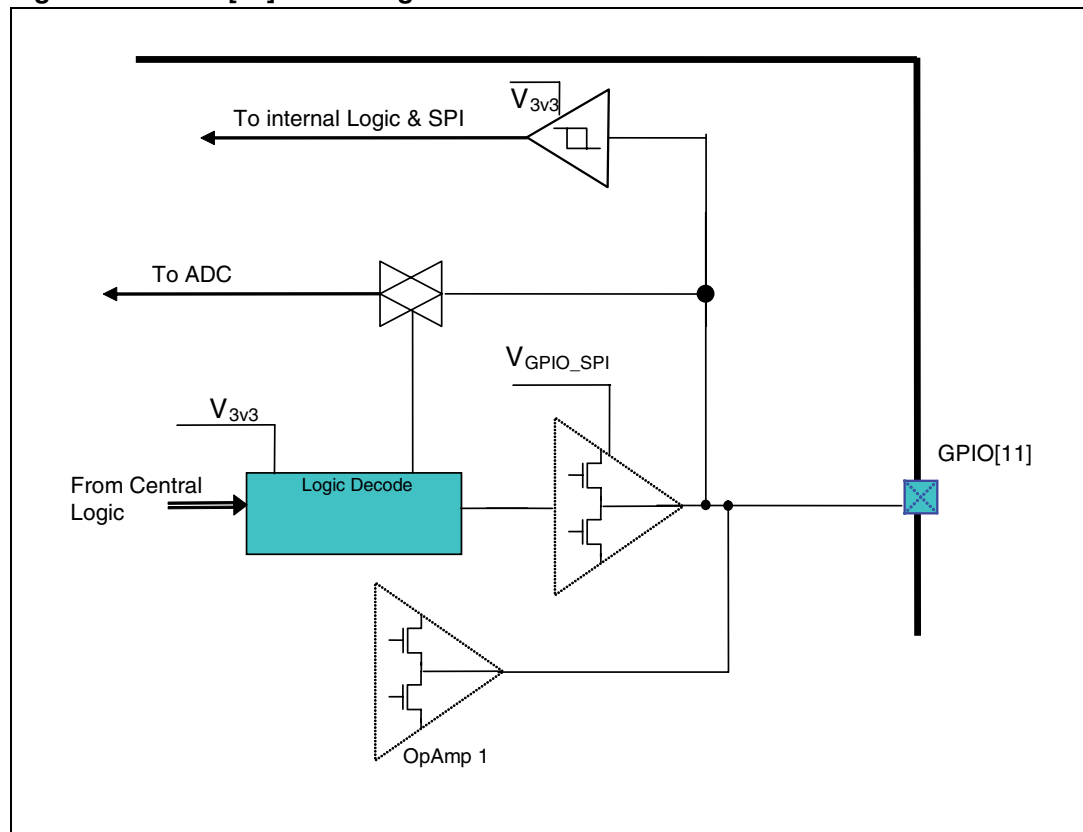 V3v3
To internal Logic & SPI
To ADC
VGPIO_SPI
V3v3
GPIO[11]
From Central
Logic
Logic Decode
OpAmp 1